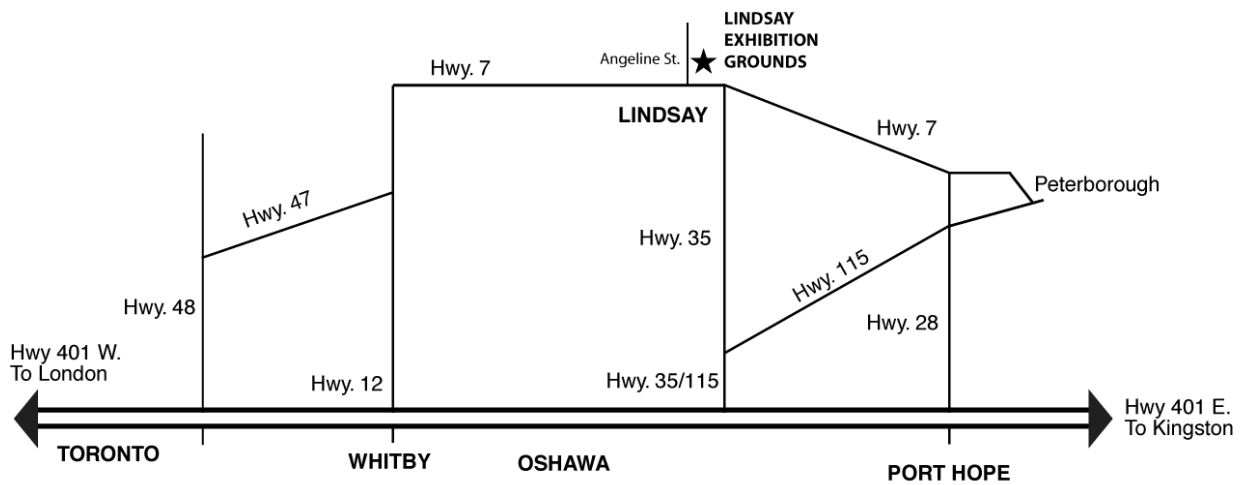 LINDSAY
EXHIBITION
GROUNDS
Angeline St.
Hwy. 7
LINDSAY
Hwy. 7
Peterborough
Hwy. 47
Hwy. 35
Hwy. 115
Hwy. 48
Hwy. 28
Hwy 401 W.
To London
Hwy. 12
Hwy. 35/115
Hwy 401 E.
To Kingston
TORONTO
WHITBY
OSHAWA
PORT HOPE